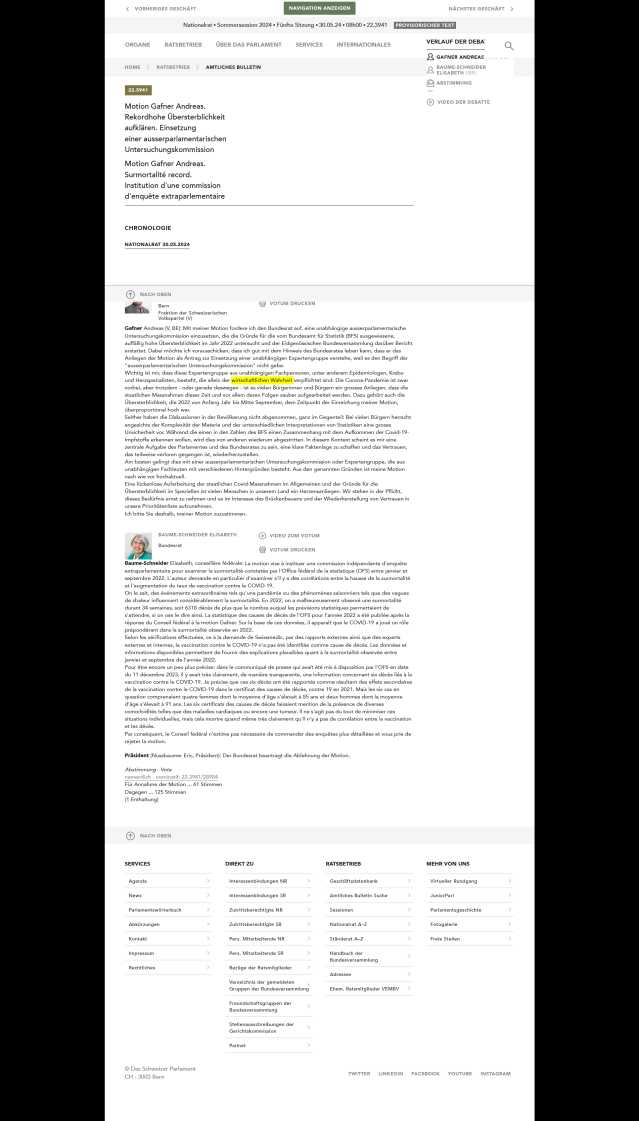 VORHERIGES GESCHÄFT
NAVIGATION ANZEIGEN
NÄCHSTES GESCHÄFT
Nationalrat • Sommersession 2024 • Fünfte Sitzung • 30.05.24 • 08h00 • 22.3941 PROVISORISCHER TEXT
ORGANE RATSBETRIEB ÜBER DAS PARLAMENT SERVICES INTERNATIONALES
VERLAUF DER DEBA
GAFNER ANDREAS
BAUME-SCHNEIDER
ELISABETH
ABSTIMMUNG
VIDEO DER DEBATTE
HOME | RATSBETRIEB | AMTLICHES BULLETIN
22.3941
Motion Gafner Andreas.
Rekordhohe Übersterblichkeit
aufklären. Einsetzung
einer ausserparlamentarischen
Untersuchungskommission
Motion Gafner Andreas.
Surmortalité record.
Institution d'une commission
d'enquête extraparlementaire
CHRONOLOGIE
NATIONALRAT 30.05.2024
NACH OBEN
Bern
Fraktion der Schweizerischen
Volkspartei (V)
VOTUM DRUCKEN
Gafner Andreas (V, BE): Mit meiner Motion fordere ich den Bundesrat auf, eine unabhängige ausserparlamentarische
Untersuchungskommission einzusetzen, die die Gründe für die vom Bundesamt für Statistik (BFS) ausgewiesene,
auffällig hohe Übersterblichkeit im Jahr 2022 untersucht und der Eidgenössischen Bundesversammlung darüber Bericht
erstattet. Dabei möchte ich vorausschicken, dass ich gut mit dem Hinweis des Bundesrates leben kann, dass er das
Anliegen der Motion als Antrag zur Einsetzung einer unabhängigen Expertengruppe versteht, weil es den Begriff der
"ausserparlamentarischen Untersuchungskommission" nicht gebe.
Wichtig ist mir, dass diese Expertengruppe aus unabhängigen Fachpersonen, unter anderem Epidemiologen, Krebs-
und Herzspezialisten, besteht, die allein der wirtschaftlichen Wahrheit verpflichtet sind. Die Corona-Pandemie ist zwar
vorbei, aber trotzdem - oder gerade deswegen - ist es vielen Bürgerinnen und Bürgern ein grosses Anliegen, dass die
staatlichen Massnahmen dieser Zeit und vor allem deren Folgen sauber aufgearbeitet werden. Dazu gehört auch die
Übersterblichkeit, die 2022 von Anfang Jahr bis Mitte September, dem Zeitpunkt der Einreichung meiner Motion,
überproportional hoch war.
Seither haben die Diskussionen in der Bevölkerung nicht abgenommen, ganz im Gegenteil: Bei vielen Bürgern herrscht
angesichts der Komplexität der Materie und der unterschiedlichen Interpretationen von Statistiken eine grosse
Unsicherheit vor. Während die einen in den Zahlen des BFS einen Zusammenhang mit dem Aufkommen der Covid-19-
Impfstoffe erkennen wollen, wird dies von anderen wiederum abgestritten. In diesem Kontext scheint es mir eine
zentrale Aufgabe des Parlamentes und des Bundesrates zu sein, eine klare Faktenlage zu schaffen und das Vertrauen,
das teilweise verloren gegangen ist, wiederherzustellen.
Am besten gelingt dies mit einer ausserparlamentarischen Untersuchungskommission oder Expertengruppe, die aus
unabhängigen Fachleuten mit verschiedenen Hintergründen besteht. Aus den genannten Gründen ist meine Motion
nach wie vor hochaktuell.
Eine lückenlose Aufarbeitung der staatlichen Covid-Massnahmen im Allgemeinen und der Gründe für die
Übersterblichkeit im Speziellen ist vielen Menschen in unserem Land ein Herzensanliegen. Wir stehen in der Pflicht,
dieses Bedürfnis ernst zu nehmen und es im Interesse des Brückenbauens und der Wiederherstellung von Vertrauen in
unsere Prioritätenliste aufzunehmen.
Ich bitte Sie deshalb, meiner Motion zuzustimmen.
BAUME-SCHNEIDER ELISABETH
Bundesrat
VIDEO ZUM VOTUM
VOTUM DRUCKEN
Baume-Schneider Elisabeth, conseillère fédérale: La motion vise à instituer une commission indépendante d'enquête
extraparlementaire pour examiner la surmortalité constatée par l'Office fédéral de la statistique (OFS) entre janvier et
septembre 2022. L'auteur demande en particulier d'examiner s'il y a des corrélations entre la hausse de la surmortalité
et l'augmentation du taux de vaccination contre le COVID-19.
On le sait, des événements extraordinaires tels qu'une pandémie ou des phénomènes saisonniers tels que des vagues
de chaleur influencent considérablement la surmortalité. En 2022, on a malheureusement observé une surmortalité
durant 34 semaines, soit 6310 décès de plus que le nombre auquel les prévisions statistiques permettaient de
s'attendre, si on ose le dire ainsi. La statistique des causes de décès de l'OFS pour l'année 2022 a été publiée après la
réponse du Conseil fédéral à la motion Gafner. Sur la base de ces données, il apparaît que le COVID-19 a joué un rôle
prépondérant dans la surmortalité observée en 2022.
Selon les vérifications effectuées, ce à la demande de Swissmedic, par des rapports externes ainsi que des experts
externes et internes, la vaccination contre le COVID-19 n'a pas été identifiée comme cause de décès. Les données et
informations disponibles permettent de fournir des explications plausibles quant à la surmortalité observée entre
janvier et septembre de l'année 2022.
Pour être encore un peu plus précise: dans le communiqué de presse qui avait été mis à disposition par l'OFS en date
du 11 décembre 2023, il y avait très clairement, de manière transparente, une information concernant six décès liés à la
vaccination contre le COVID-19. Je précise que ces six décès ont été rapportés comme résultant des effets secondaires
de la vaccination contre le COVID-19 dans le certificat des causes de décès, contre 19 en 2021. Mais les six cas en
question comprenaient quatre femmes dont la moyenne d'âge s'élevait à 85 ans et deux hommes dont la moyenne
d'âge s'élevait à 91 ans. Les six certificats des causes de décès faisaient mention de la présence de diverses
comorbidités telles que des maladies cardiaques ou encore une tumeur. Il ne s'agit pas du tout de minimiser ces
situations individuelles, mais cela montre quand même très clairement qu'il n'y a pas de corrélation entre la vaccination
et les décès.
Par conséquent, le Conseil fédéral n'estime pas nécessaire de commander des enquêtes plus détaillées et vous prie de
rejeter la motion.
Präsident (Nussbaumer Eric, Präsident): Der Bundesrat beantragt die Ablehnung der Motion.
Abstimmung - Vote
namentlich - nominatif; 22.3941/28904
Für Annahme der Motion ... 61 Stimmen
Dagegen ... 125 Stimmen
(1 Enthaltung)
NACH OBEN
SERVICES
Agenda
News
Parlamentswörterbuch
Abkürzungen
Kontakt
Impressum
Rechtliches
DIREKT ZU
Interessenbindungen NR
Interessenbindungen SR
Zutrittsberechtigte NR
Zutrittsberechtigte SR
Pers. Mitarbeitende NR
Pers. Mitarbeitende SR
Bezüge der Ratsmitglieder
Verzeichnis der gemeldeten
Gruppen der Bundesversammlung
Freundschaftsgruppen der
Bundesversammlung
Stellenausschreibungen der
Gerichtskommission
Parlnet
RATSBETRIEB
Geschäftsdatenbank
Amtliches Bulletin Suche
Sessionen
Nationalrat A-Z
Ständerat A-Z
Handbuch der
Bundesversammlung
Adressen
Ehem. Ratsmitglieder VEMBV
MEHR VON UNS
Virtueller Rundgang
JuniorParl
Parlamentsgeschichte
Fotogalerie
Freie Stellen
© Das Schweizer Parlament
CH - 3003 Bern
TWITTER LINKEDIN FACEBOOK YOUTUBE INSTAGRAM